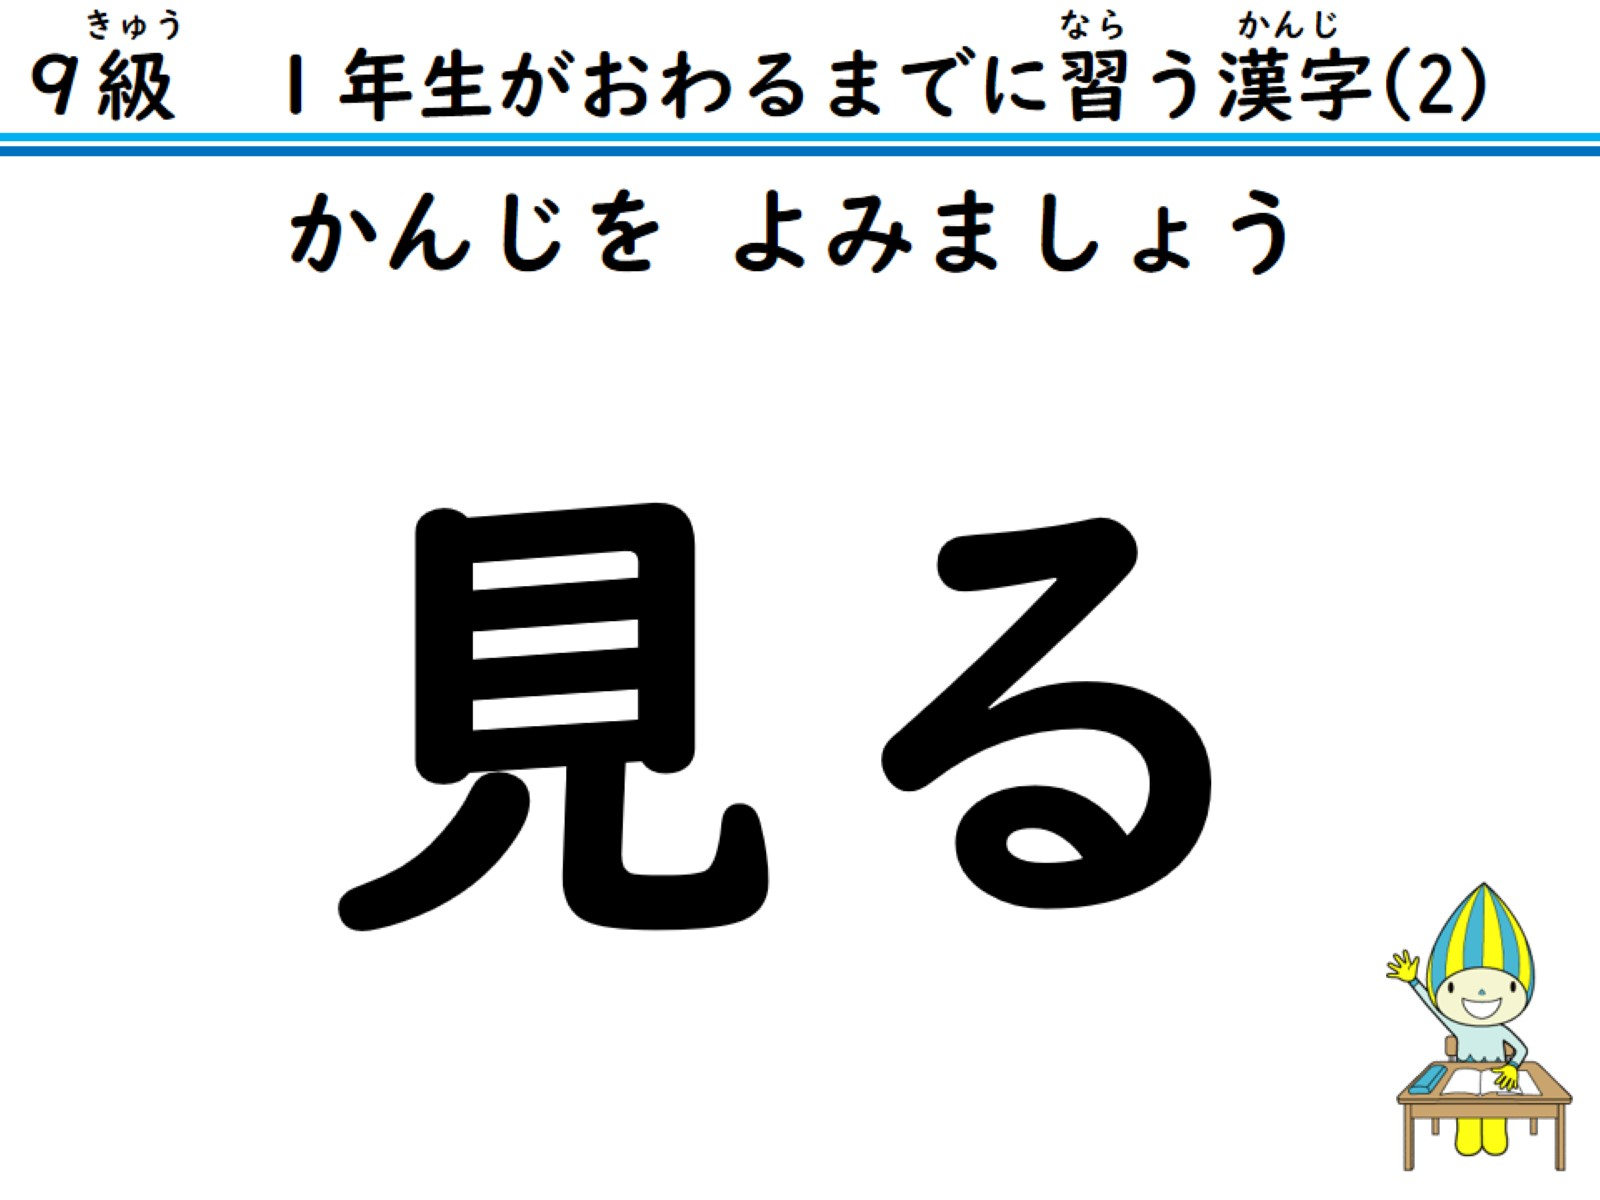 きゅう なら かんじ
9級 1年生がおわるまでに習う漢字(2)
かんじを よみましょう
見る